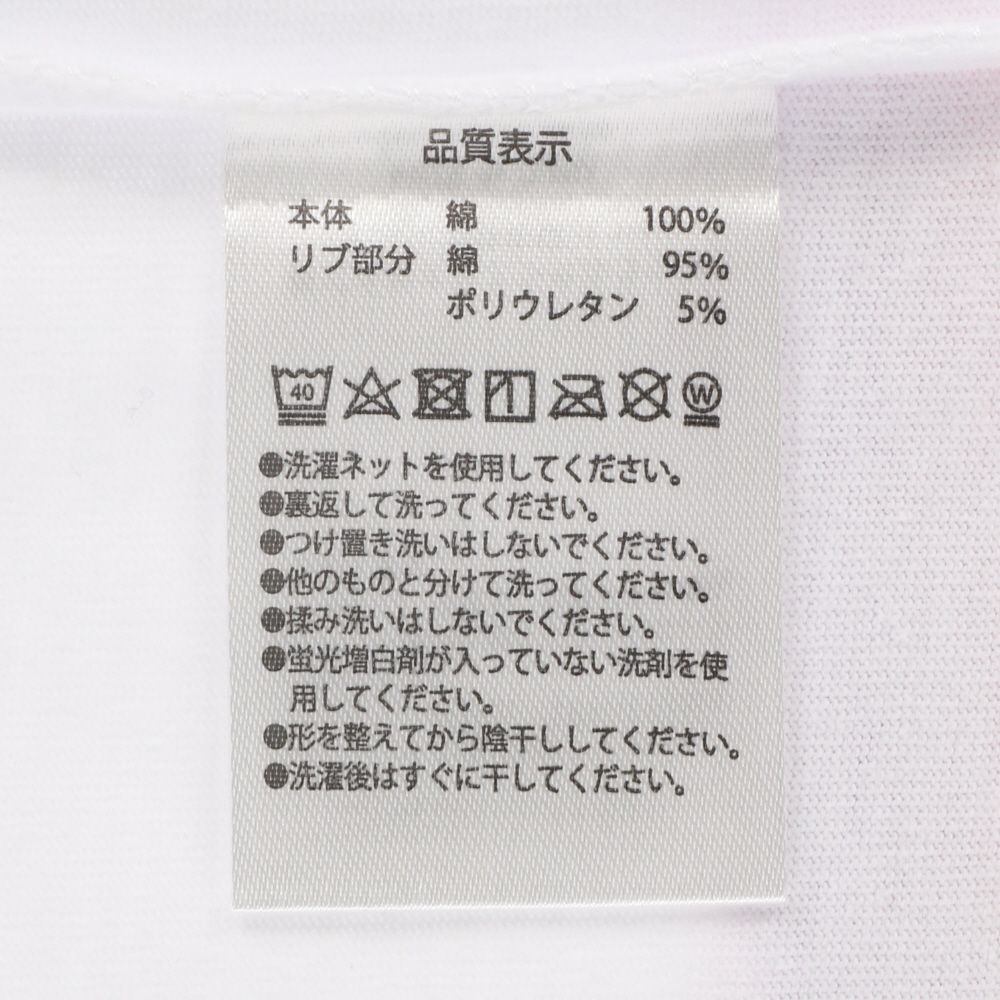 品質表示
本体 綿 100%
リブ部分 綿 95%
ポリウレタン 5%
40 W
●洗濯ネットを使用してください。
●裏返して洗ってください。
●つけ置き洗いはしないでください。
●他のものと分けて洗ってください。
●揉み洗いはしないでください。
●蛍光増白剤が入っていない洗剤を使
用してください。
●形を整えてから陰干ししてください。
●洗濯後はすぐに干してください。